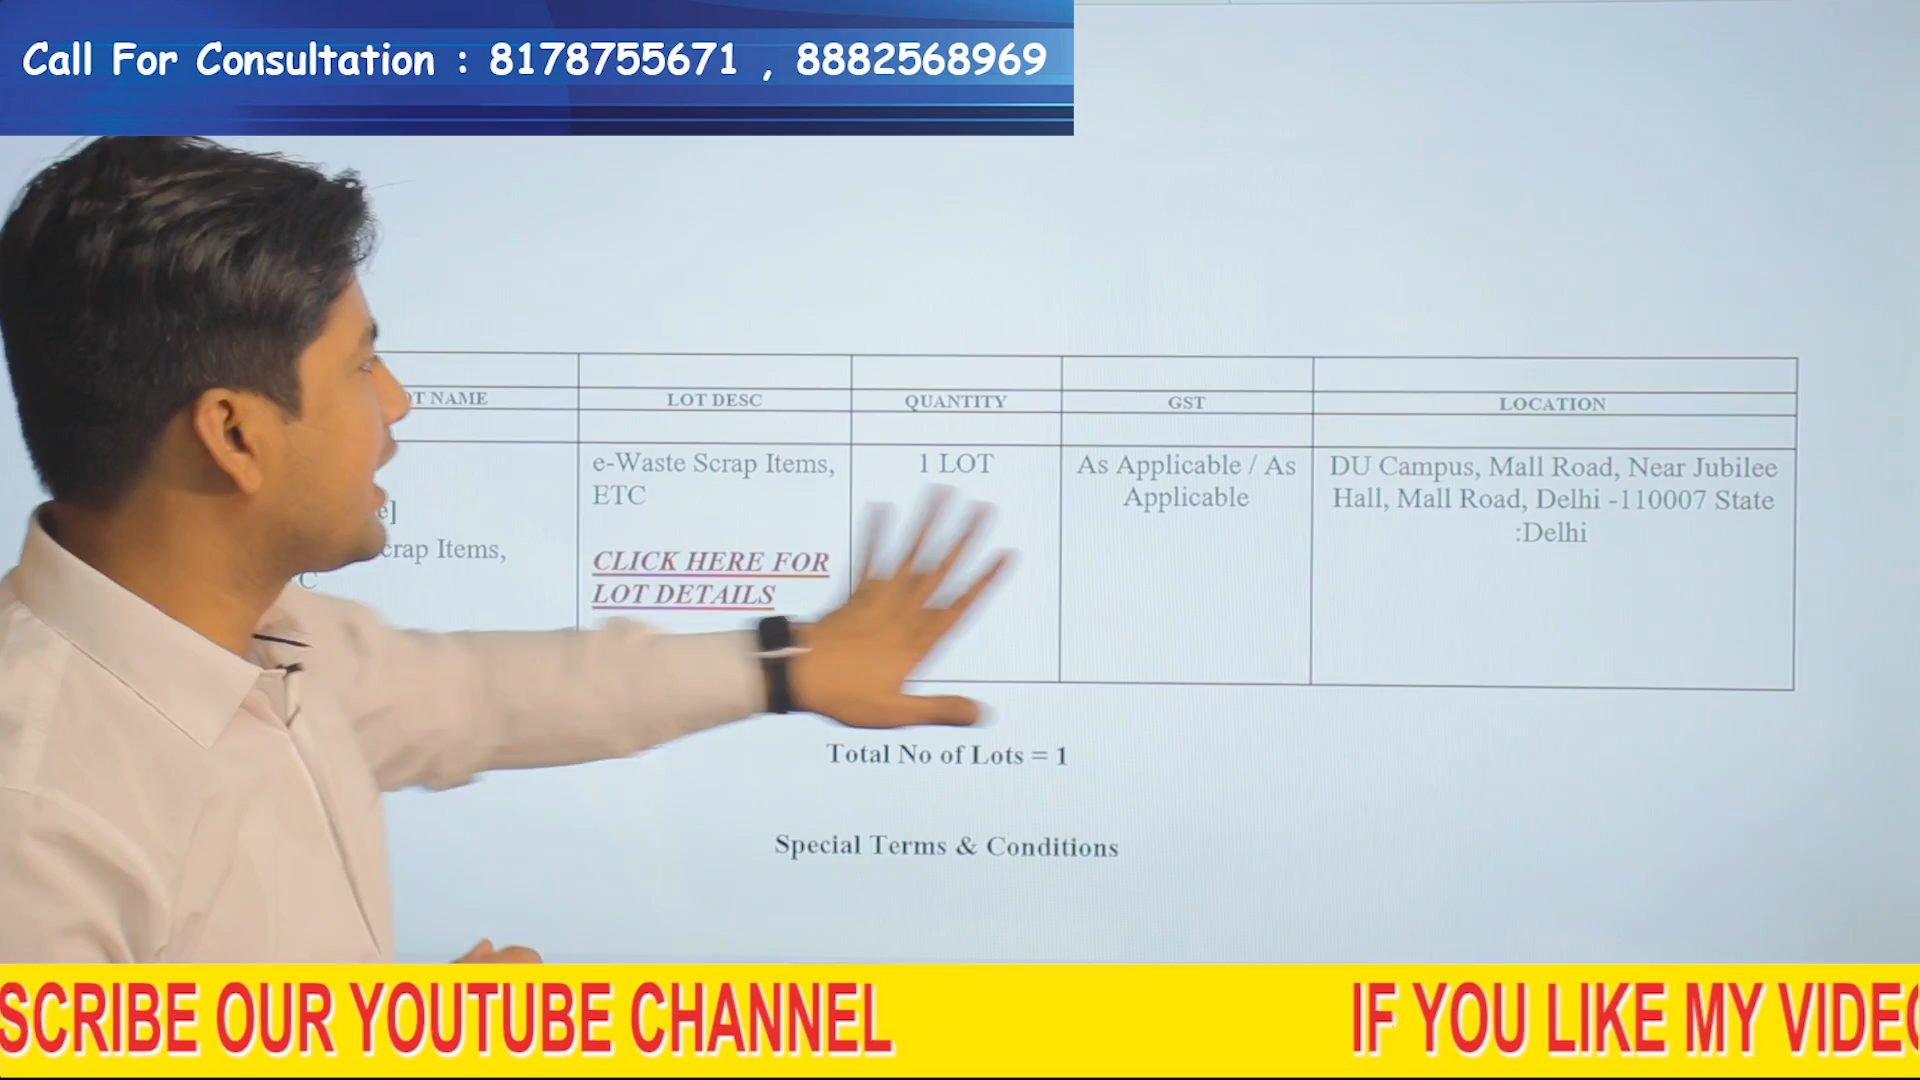 Call For Consultation : 8178755671 , 8882568969
NAME
LOT DESC
QUANTITY
GST
LOCATION
e]
crap Items,
C
e-Waste Scrap Items,
ETC
CLICK HERE FOR
LOT DETAILS
1 LOT
As Applicable / As
Applicable
DU Campus, Mall Road, Near Jubilee
Hall, Mall Road, Delhi -110007 State
:Delhi
Total No of Lots = 1
Special Terms & Conditions
SCRIBE OUR YOUTUBE CHANNEL
IF YOU LIKE MY VIDEO